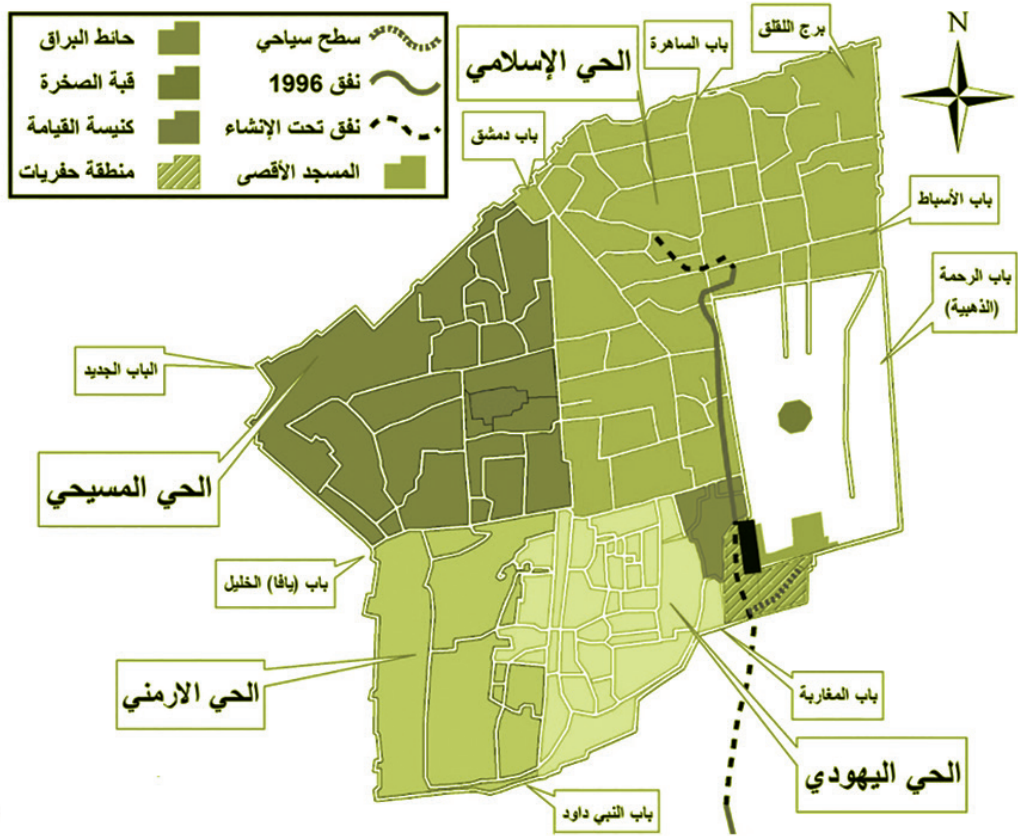 سطح سياحي
نفق 1996
نفق تحت الإنشاء
المسجد الأقصى
حائط البراق
قبة الصخرة
كنيسة القيامة
منطقة حفريات
N
برج اللقلق
باب الساهرة
الحي الإسلامي
باب دمشق
باب الأسباط
باب الرحمة
(الذهبية)
الباب الجديد
الحي المسيحي
باب (يافا) الخليل
الحي الارمني
باب المغاربة
الحي اليهودي
باب النبي داود